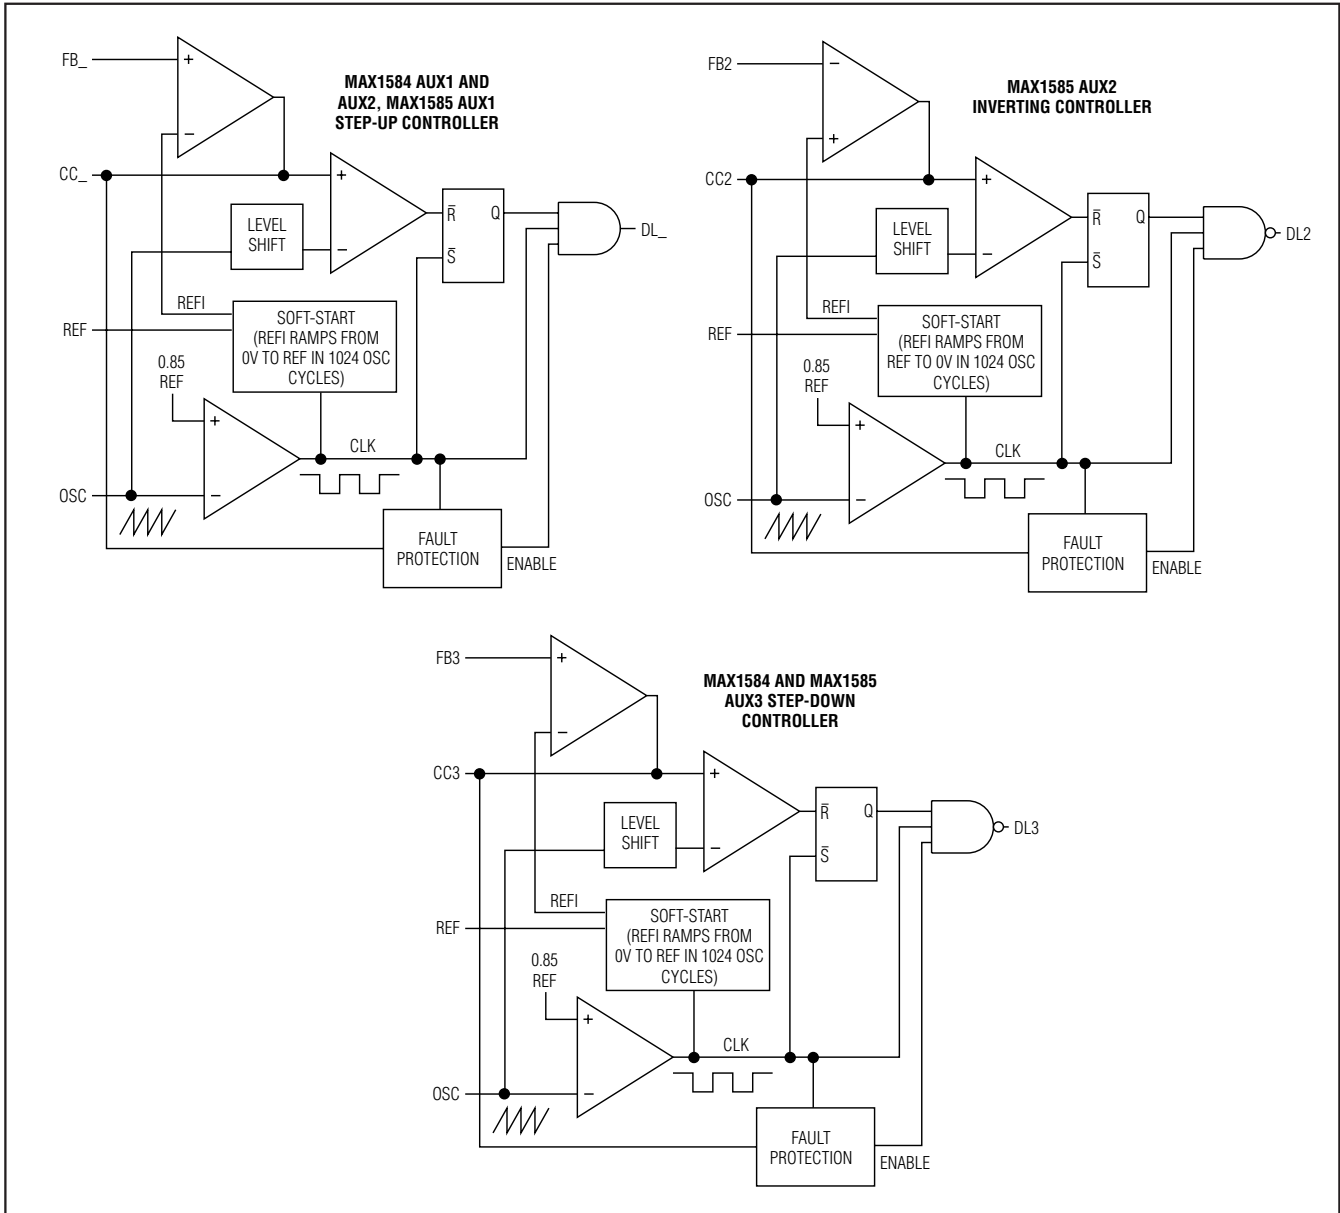 FB_
+
−
MAX1584 AUX1 AND
AUX2, MAX1585 AUX1
STEP-UP CONTROLLER
CC_
+
−
R̅
Q
S̅
LEVEL
SHIFT
DL_
REFI
REF
SOFT-START
(REFI RAMPS FROM
0V TO REF IN 1024 OSC
CYCLES)
0.85
REF
+
−
CLK
OSC
FAULT
PROTECTION
ENABLE
FB2
−
+
MAX1585 AUX2
INVERTING CONTROLLER
CC2
+
−
R̅
Q
S̅
LEVEL
SHIFT
DL2
REFI
REF
SOFT-START
(REFI RAMPS FROM
REF TO 0V IN 1024 OSC
CYCLES)
0.85
REF
+
−
CLK
OSC
FAULT
PROTECTION
ENABLE
FB3
+
−
MAX1584 AND MAX1585
AUX3 STEP-DOWN
CONTROLLER
CC3
+
−
R̅
Q
S̅
LEVEL
SHIFT
DL3
REFI
REF
SOFT-START
(REFI RAMPS FROM
0V TO REF IN 1024 OSC
CYCLES)
0.85
REF
+
−
CLK
OSC
FAULT
PROTECTION
ENABLE